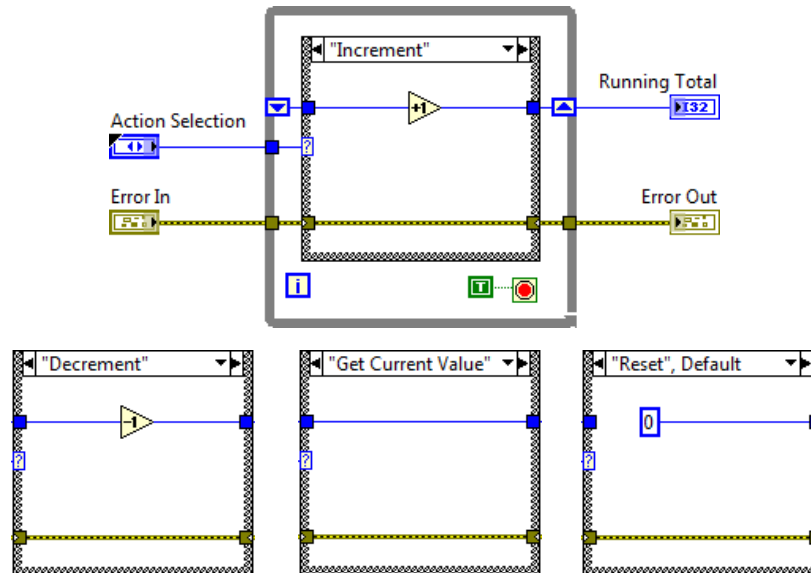 "Increment"
Running Total
+1
I32
Action Selection
?
Error In
Error Out
i
T
"Decrement"
"Get Current Value"
"Reset", Default
-1
0
?
?
?